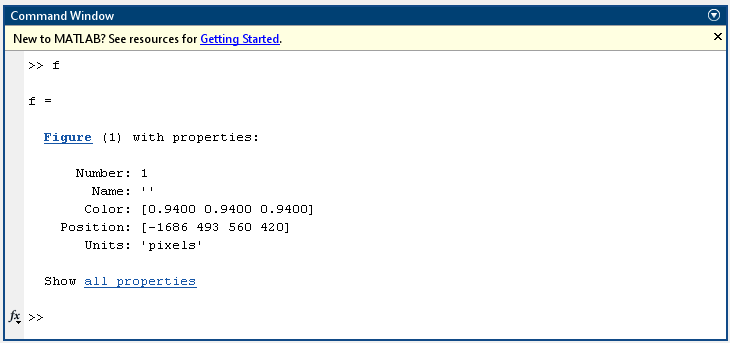 Command Window
New to MATLAB? See resources for Getting Started.
>> f
f =
Figure (1) with properties:
Number: 1
Name: ''
Color: [0.9400 0.9400 0.9400]
Position: [-1686 493 560 420]
Units: 'pixels'
Show all properties
fx >>